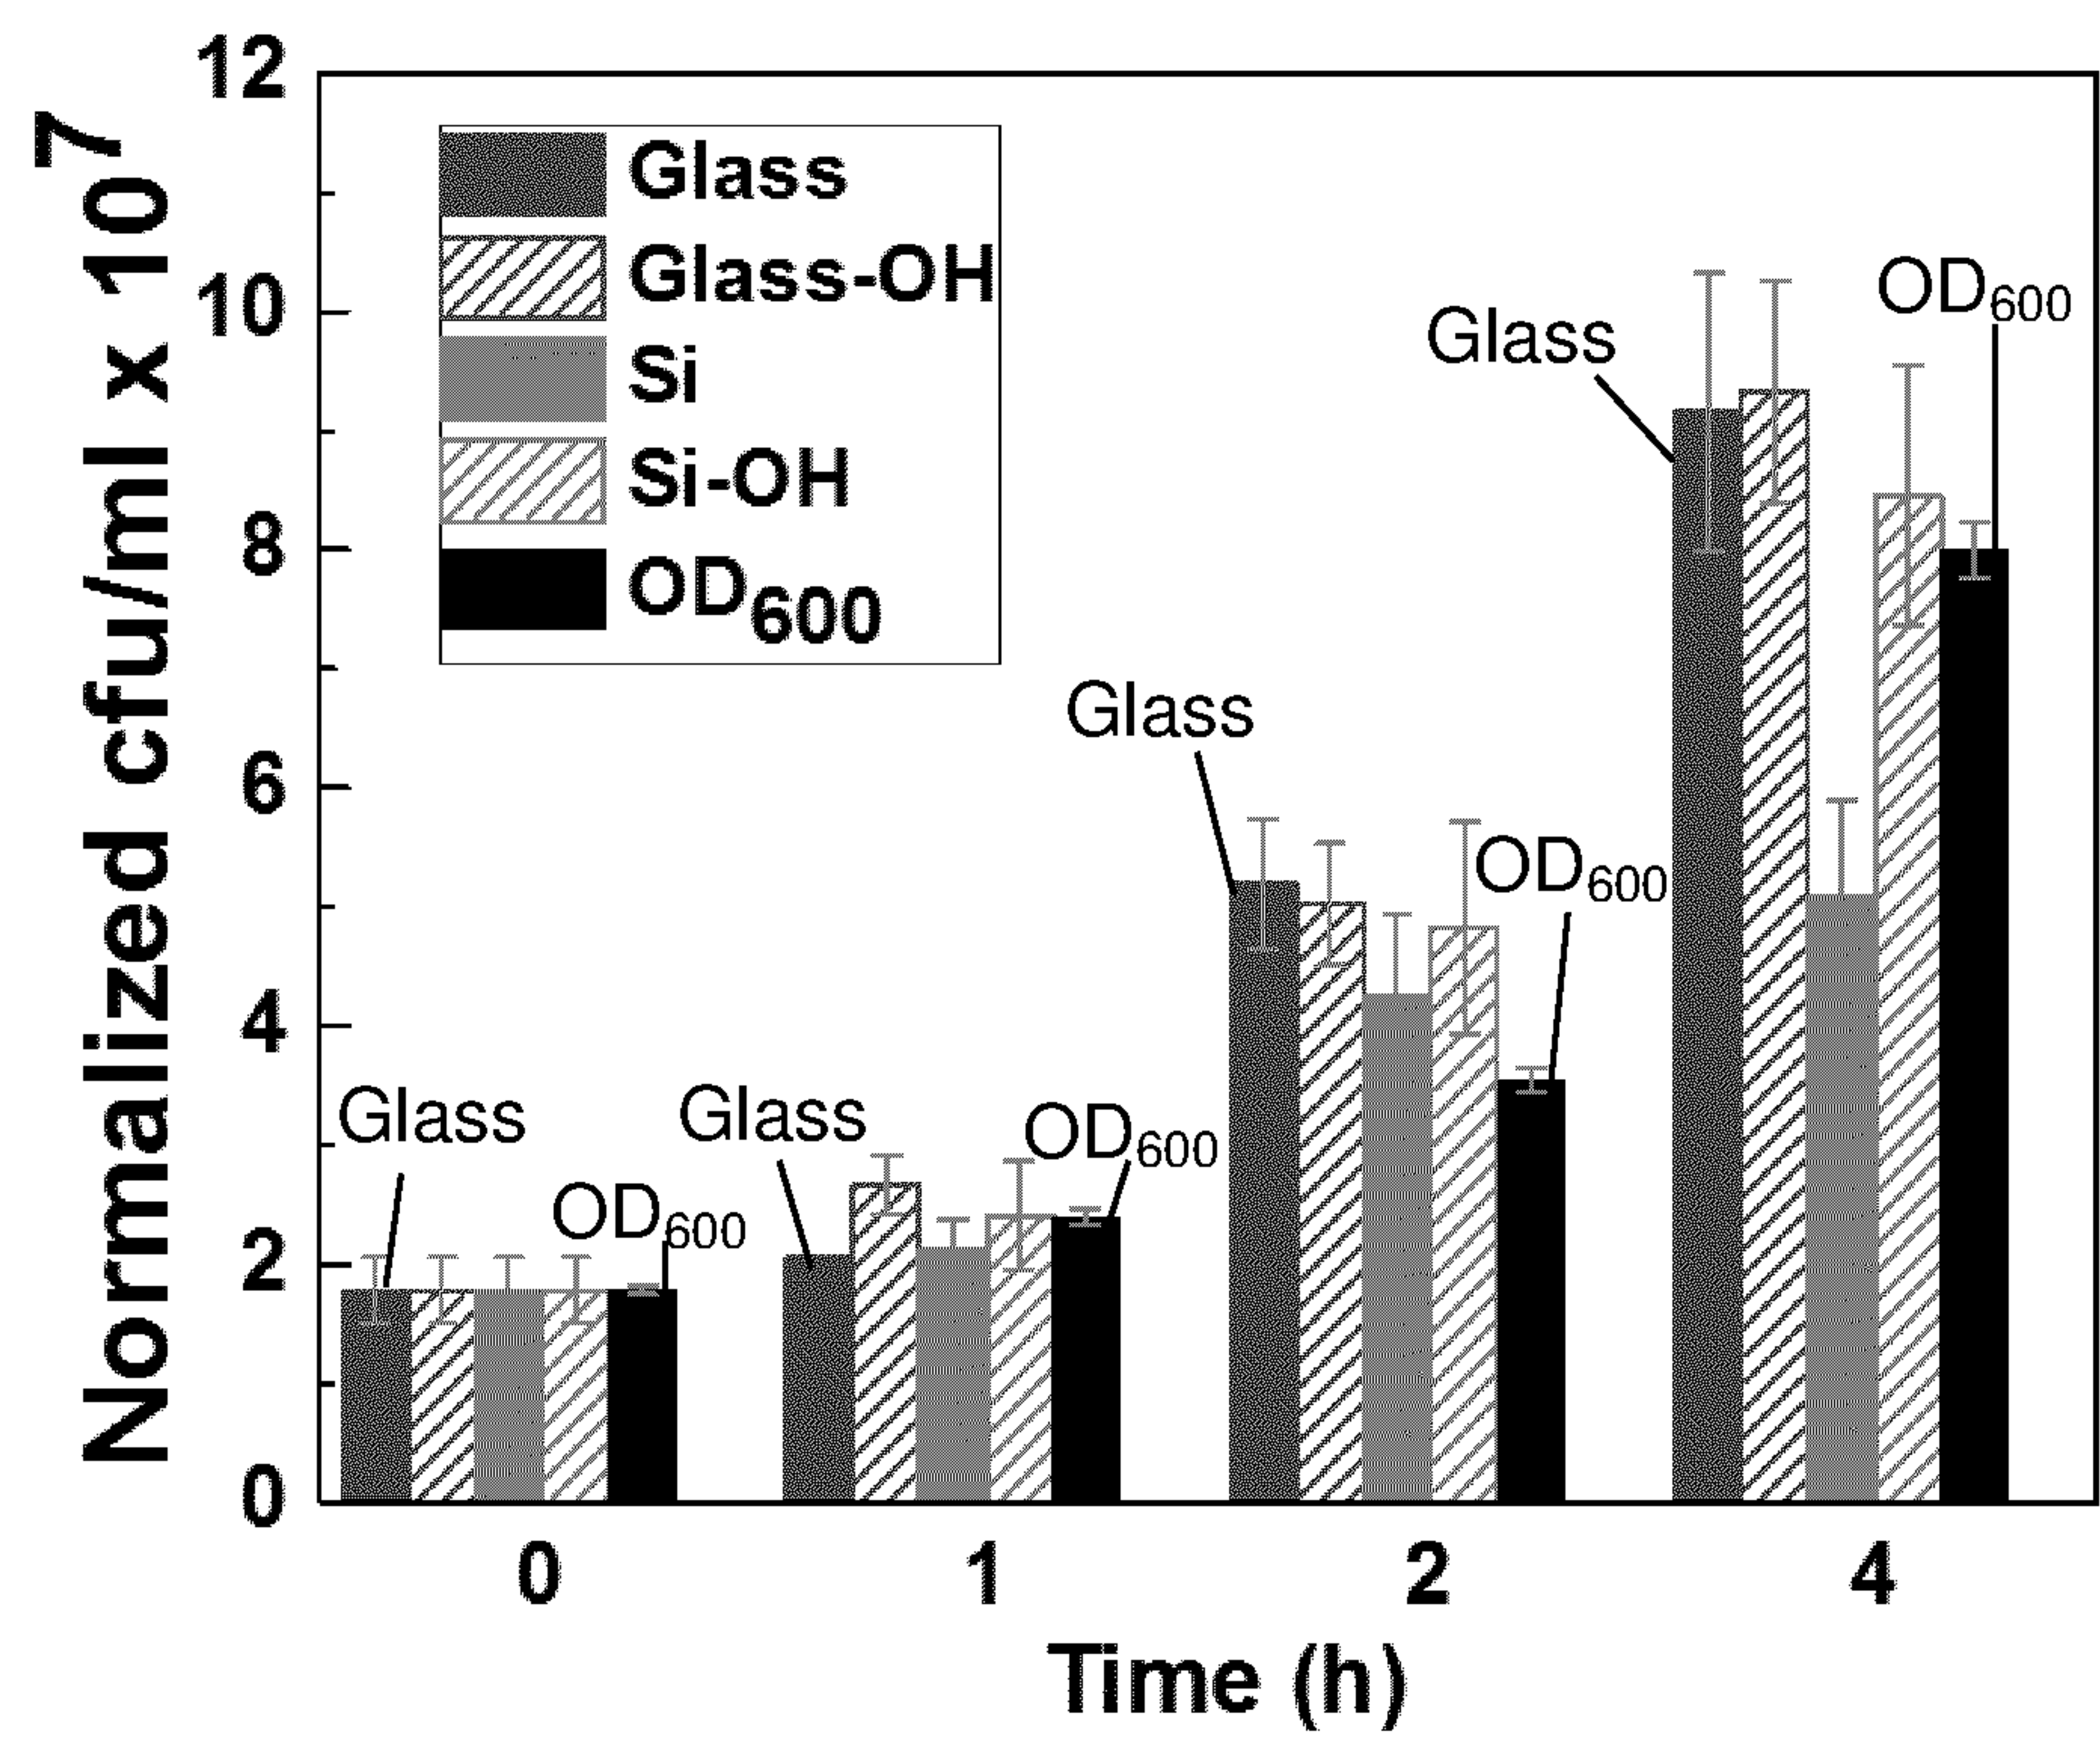 Normalized cfu/ml x 10^7
12
10
8
6
4
2
0
Glass
Glass-OH
Si
Si-OH
OD600
Glass
OD600
Glass
OD600
Glass
OD600
Glass
OD600
0 1 2 4
Time (h)